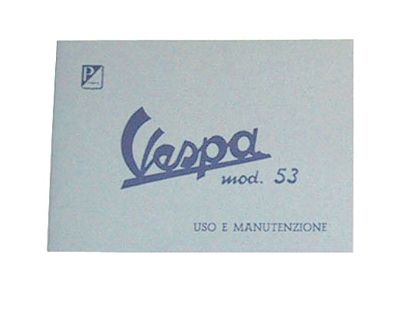 P
Vespa
mod. 53
USO E MANUTENZIONE